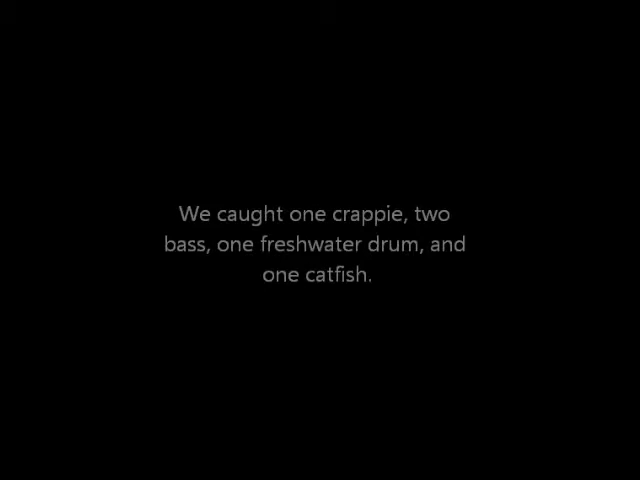 We caught one crappie, two
bass, one freshwater drum, and
one catfish.